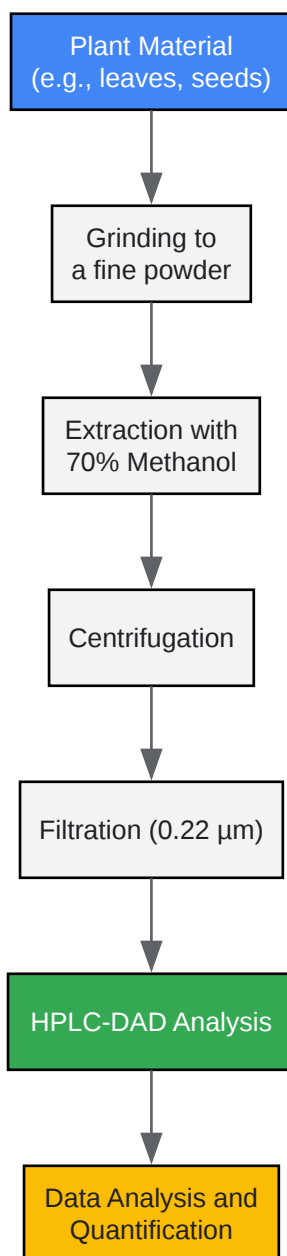 Plant Material
(e.g., leaves, seeds)
Grinding to
a fine powder
Extraction with
70% Methanol
Centrifugation
Filtration (0.22 µm)
HPLC-DAD Analysis
Data Analysis and
Quantification